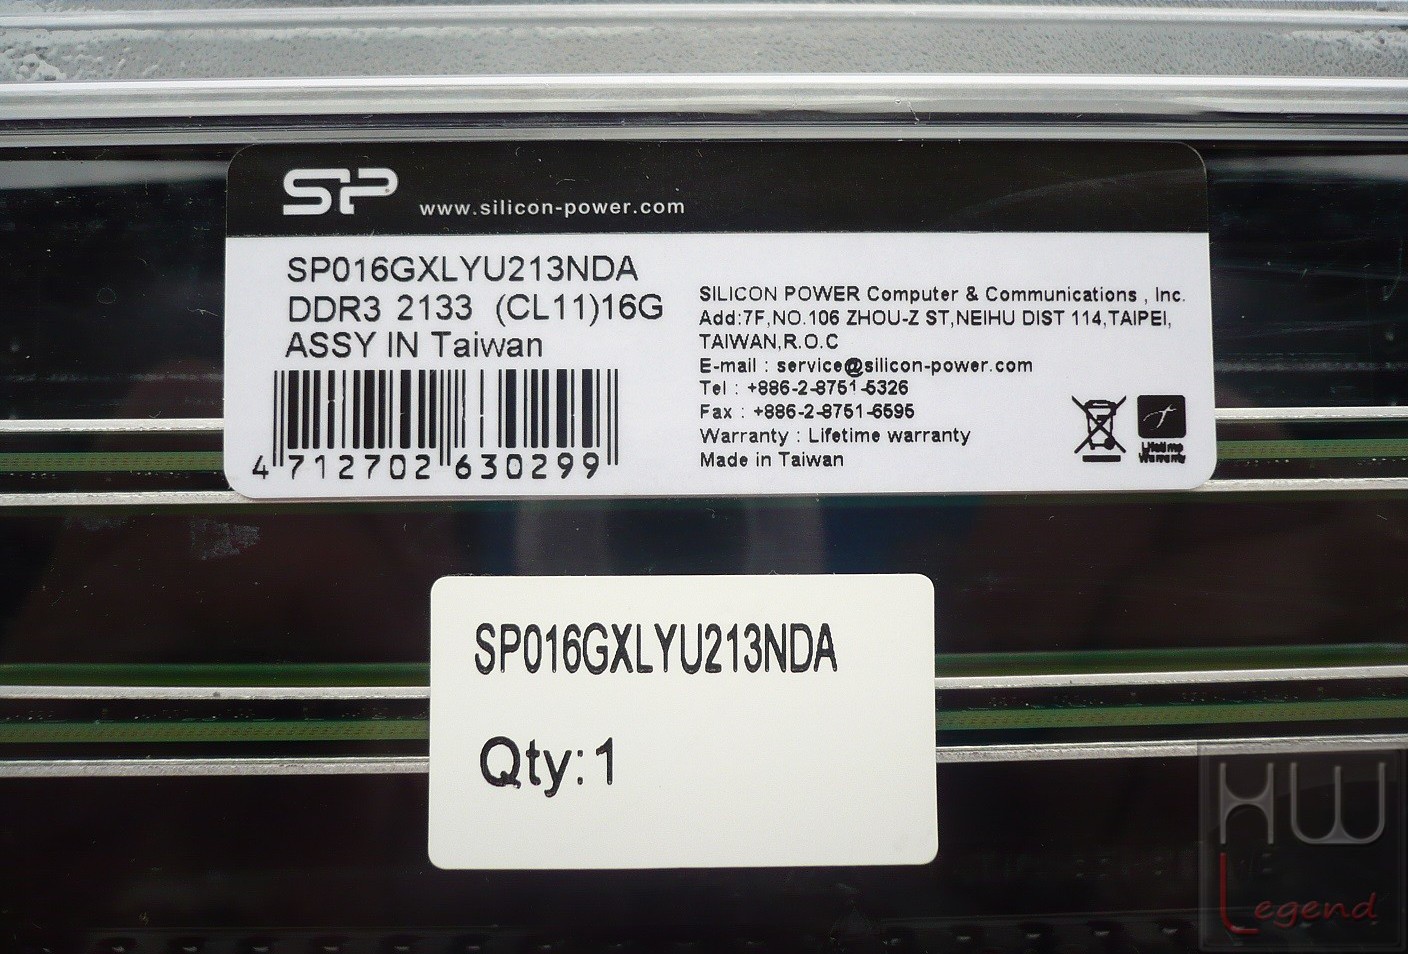 SP www.silicon-power.com
SP016GXLYU213NDA
DDR3 2133 (CL11)16G
ASSY IN Taiwan
4 712702 630299
SILICON POWER Computer & Communications , Inc.
Add:7F,NO.106 ZHOU-Z ST,NEIHU DIST 114,TAIPEI,
TAIWAN,R.O.C
E-mail : service@silicon-power.com
Tel : +886-2-8751-5326
Fax : +886-2-8751-6595
Warranty : Lifetime warranty
Made in Taiwan
Lifetime
Warranty
SP016GXLYU213NDA
Qty:1
HW
Legend